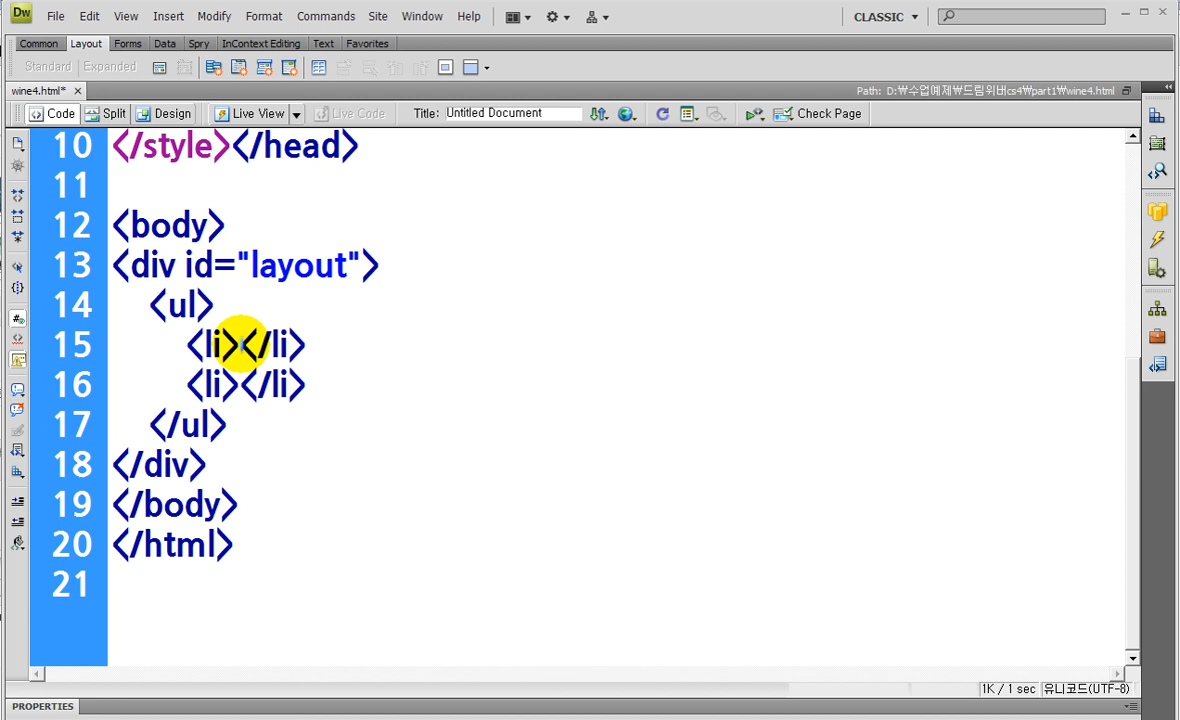 Dw File Edit View Insert Modify Format Commands Site Window Help CLASSIC
Common Layout Forms Data Spry InContext Editing Text Favorites
Standard Expanded
wine4.html* Path: D:₩수업예제₩드림위버cs4₩part1₩wine4.html
Code Split Design Live View Live Code Title: Untitled Document Check Page
10 </style></head>
11
12 <body>
13 <div id="layout">
14 <ul>
15 <li></li>
16 <li></li>
17 </ul>
18 </div>
19 </body>
20 </html>
21
1K / 1 sec 유니코드(UTF-8)
PROPERTIES